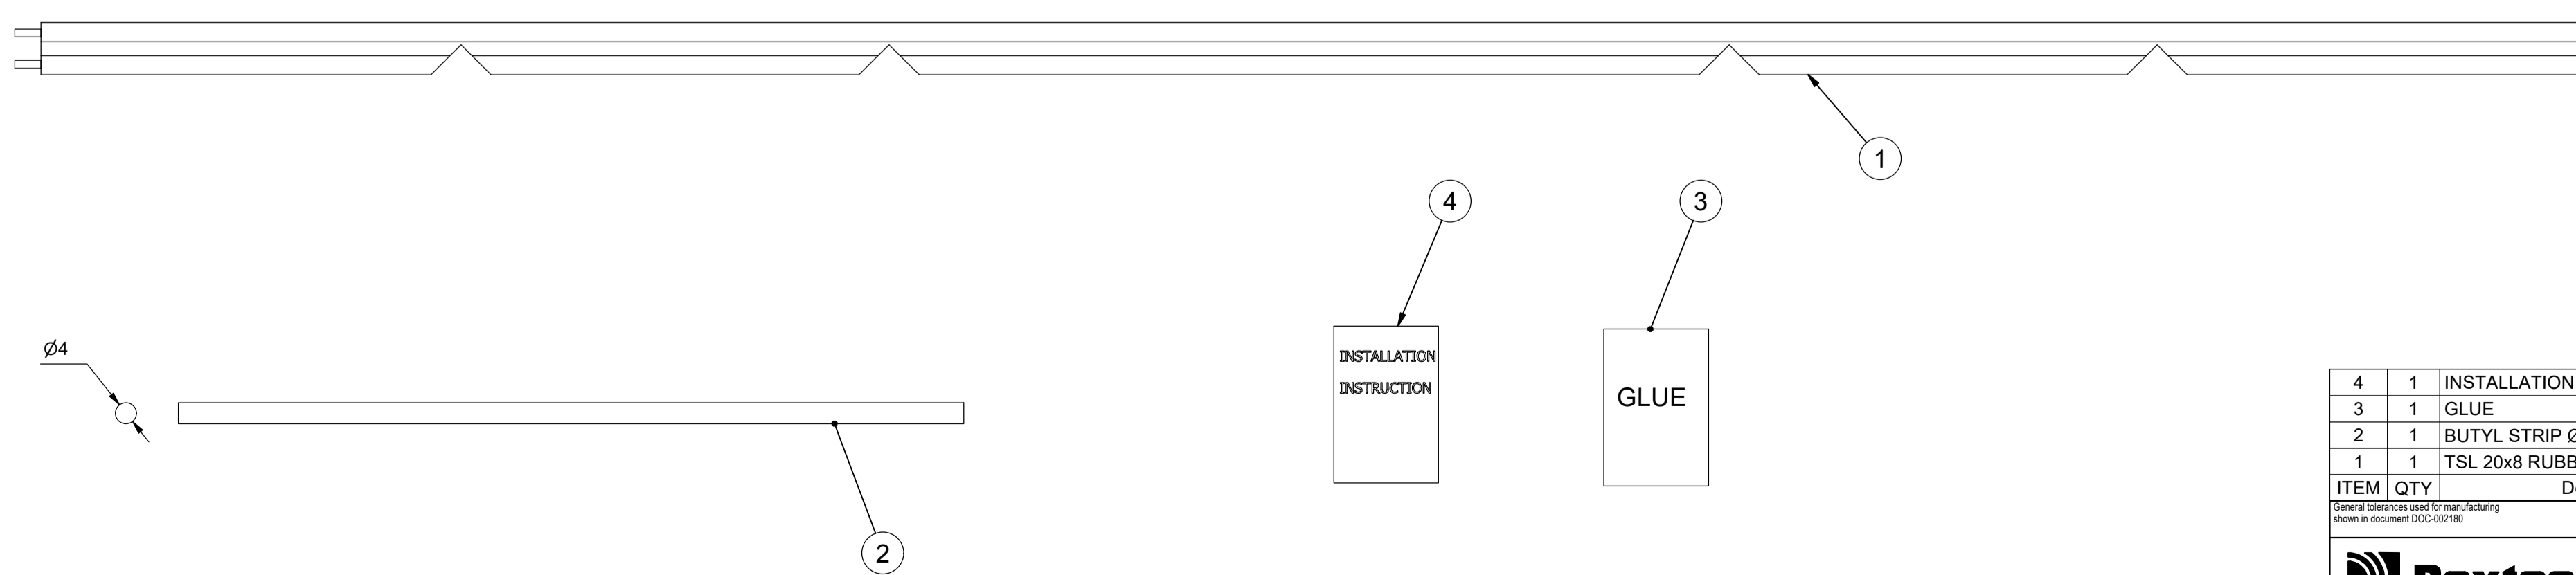 1
4
3
Ø4
INSTALLATION
INSTRUCTION
GLUE
2
4 1 INSTALLATION
3 1 GLUE
2 1 BUTYL STRIP
1 1 TSL 20x8
ITEM QTY
General tolerances used for manufacturing
shown in document DOC-002180